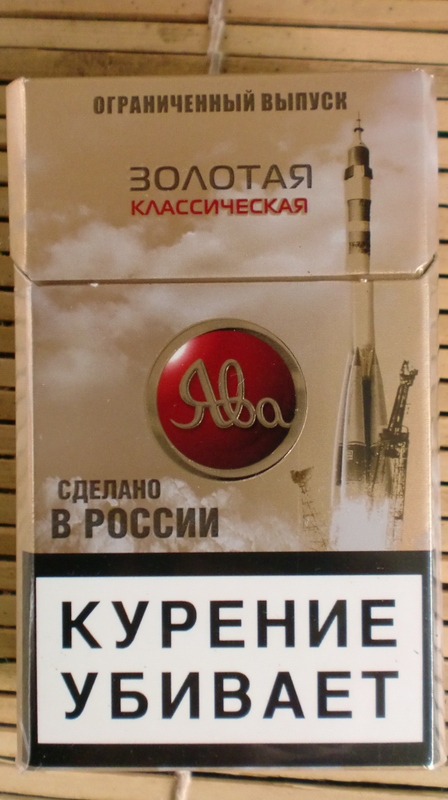 ОГРАНИЧЕННЫЙ ВЫПУСК
ЗОЛОТАЯ
КЛАССИЧЕСКАЯ
Ява
СДЕЛАНО
В РОССИИ
КУРЕНИЕ
УБИВАЕТ